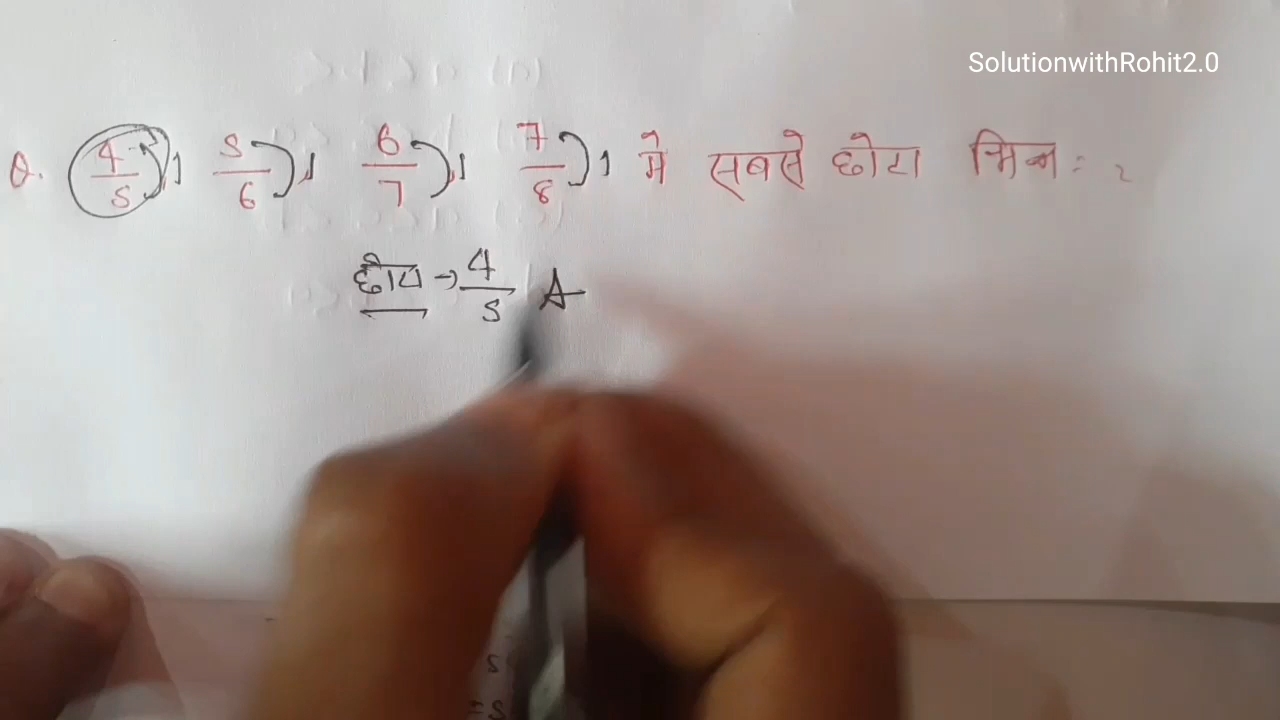 SolutionwithRohit2.0
Q. 4/5, 5/6, 6/7, 7/8, मे सबसे छोटा भिन्न = ?
छोटा → 4/5 A